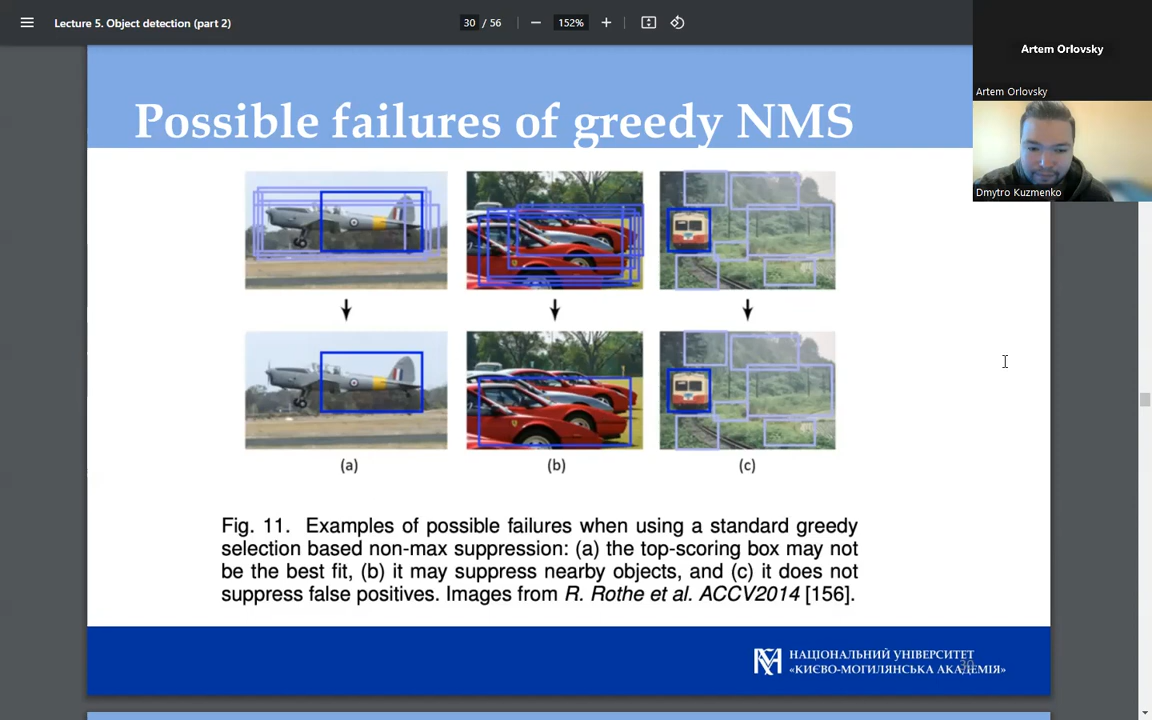 Lecture 5. Object detection (part 2)
30 / 56
152%
Artem Orlovsky
Artem Orlovsky
Dmytro Kuzmenko
Possible failures of greedy NMS
(a)
(b)
(c)
Fig. 11. Examples of possible failures when using a standard greedy
selection based non-max suppression: (a) the top-scoring box may not
be the best fit, (b) it may suppress nearby objects, and (c) it does not
suppress false positives. Images from R. Rothe et al. ACCV2014 [156].
НАЦІОНАЛЬНИЙ УНІВЕРСИТЕТ
«КИЄВО-МОГИЛЯНСЬКА АКАДЕМІЯ»
30